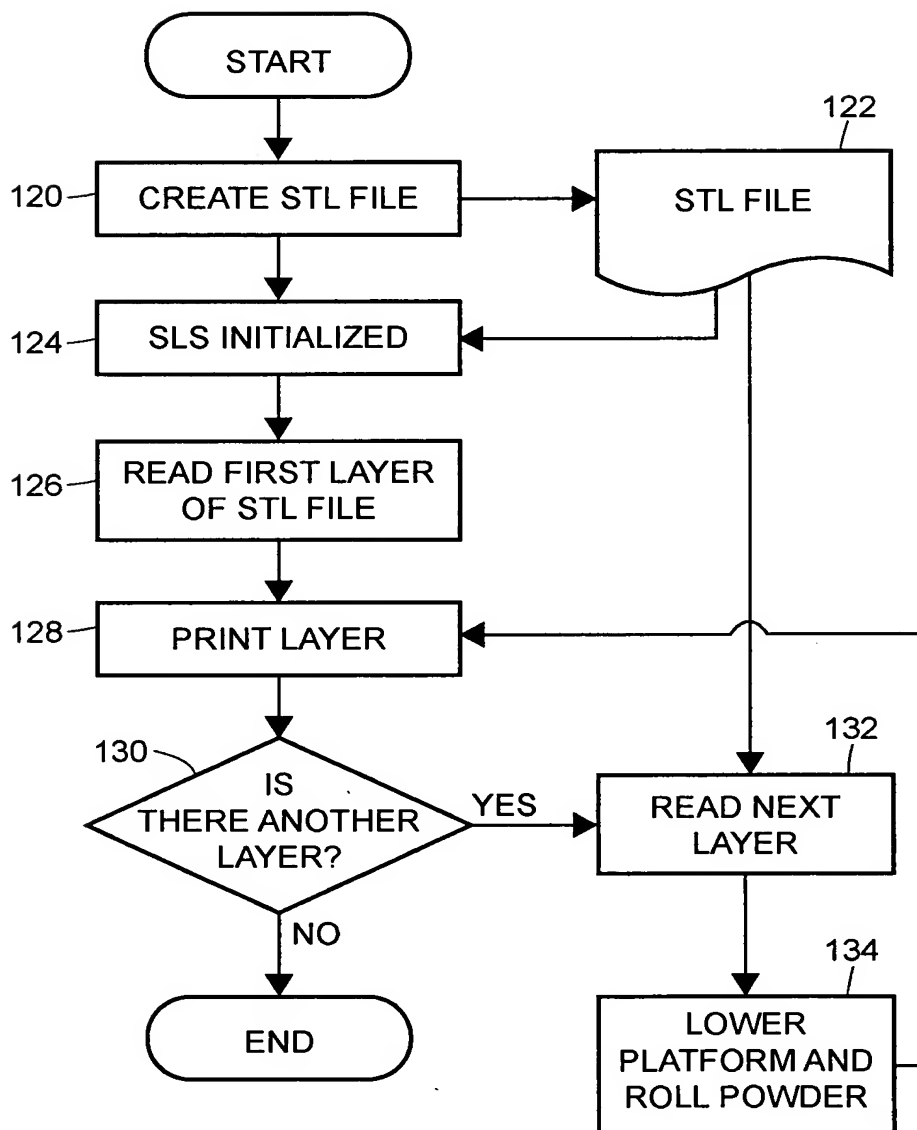 START
122
120
CREATE STL FILE
STL FILE
124
SLS INITIALIZED
126
READ FIRST LAYER
OF STL FILE
128
PRINT LAYER
130
IS
THERE ANOTHER
LAYER?
YES
132
READ NEXT
LAYER
NO
134
END
LOWER
PLATFORM AND
ROLL POWDER